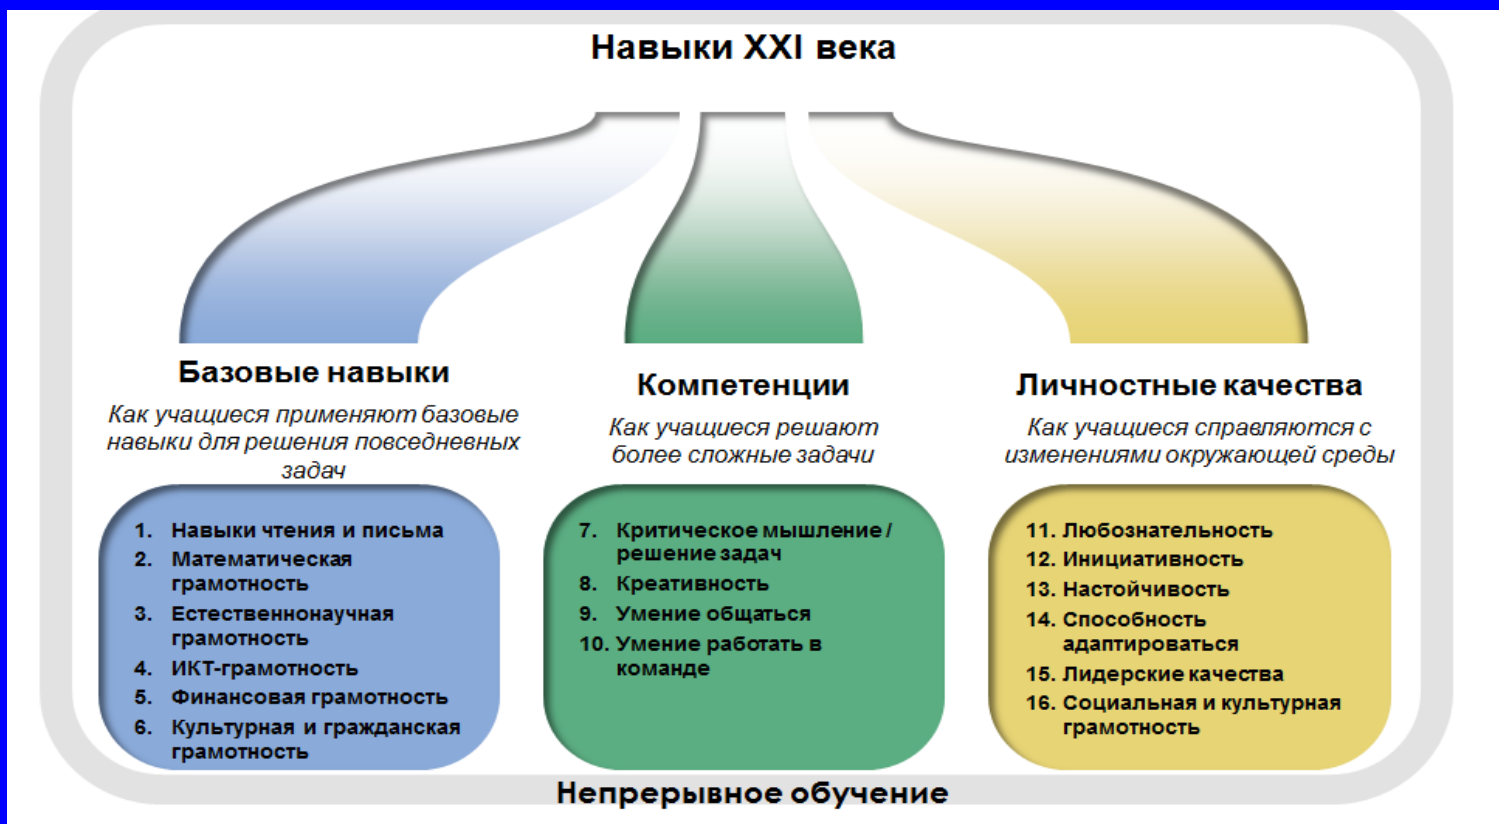 Навыки XXI века
Базовые навыки
Как учащиеся применяют базовые
навыки для решения повседневных
задач
1. Навыки чтения и письма
2. Математическая
грамотность
3. Естественнонаучная
грамотность
4. ИКТ-грамотность
5. Финансовая грамотность
6. Культурная и гражданская
грамотность
Компетенции
Как учащиеся решают
более сложные задачи
7. Критическое мышление /
решение задач
8. Креативность
9. Умение общаться
10. Умение работать в
команде
Личностные качества
Как учащиеся справляются с
изменениями окружающей среды
11. Любознательность
12. Инициативность
13. Настойчивость
14. Способность
адаптироваться
15. Лидерские качества
16. Социальная и культурная
грамотность
Непрерывное обучение